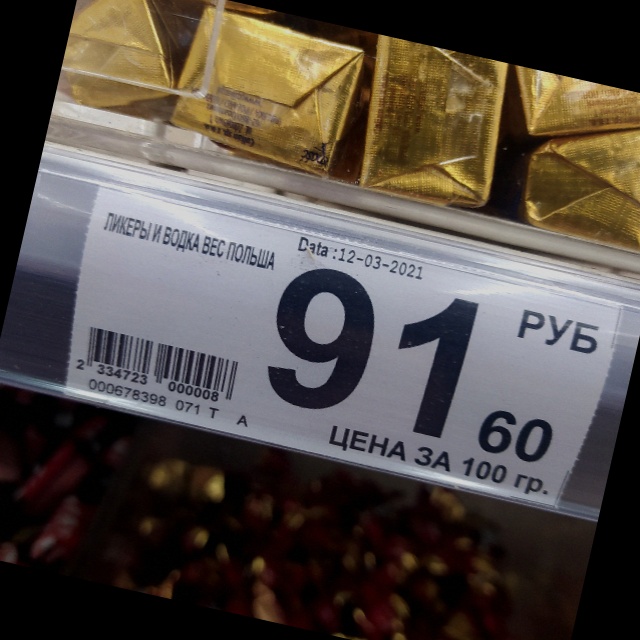 ЛИКЕРЫ И ВОДКА ВЕС ПОЛЬША
Data:12-03-2021
91 60 РУБ
2 334723 000008
000678398 071 Т А
ЦЕНА ЗА 100 гр.